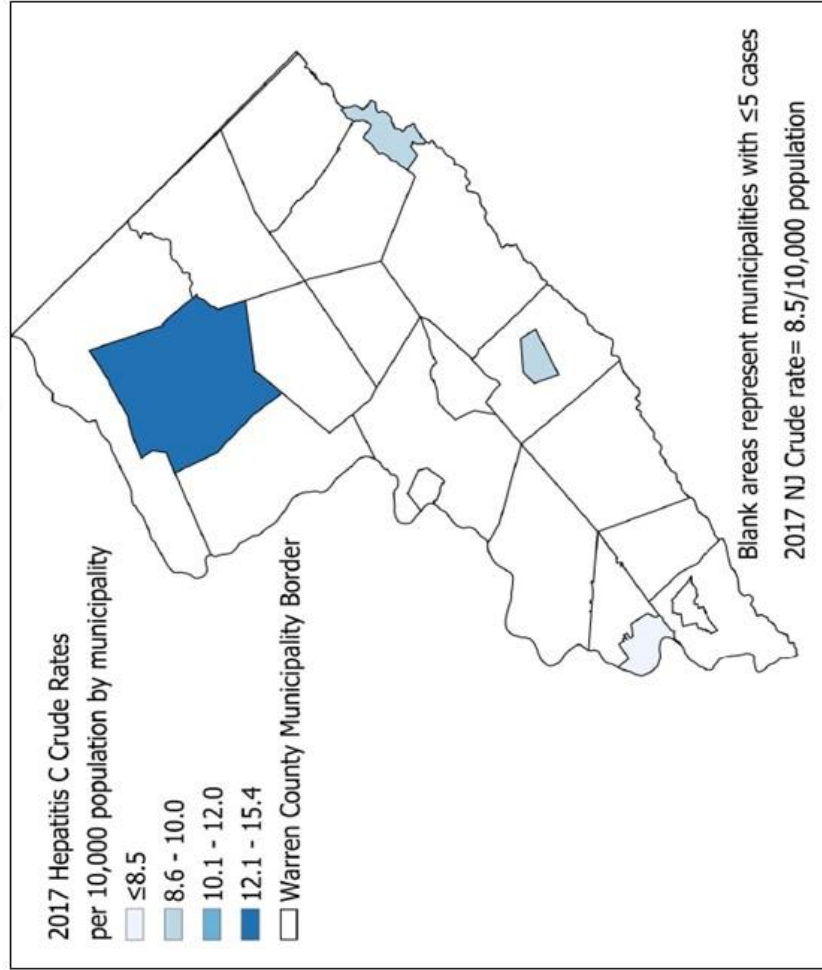 2017 Hepatitis C Crude Rates
per 10,000 population by municipality
≤8.5
8.6 - 10.0
10.1 - 12.0
12.1 - 15.4
Warren County Municipality Border
Blank areas represent municipalities with ≤5 cases
2017 NJ Crude rate= 8.5/10,000 population